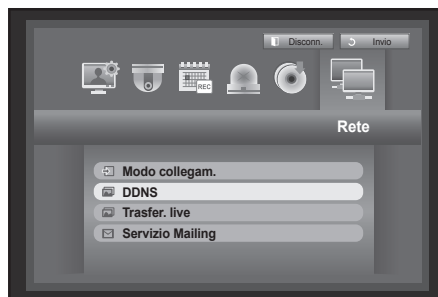 Disconn. Invio
REC
Rete
Modo collegam.
DDNS
Trasfer. live
Servizio Mailing